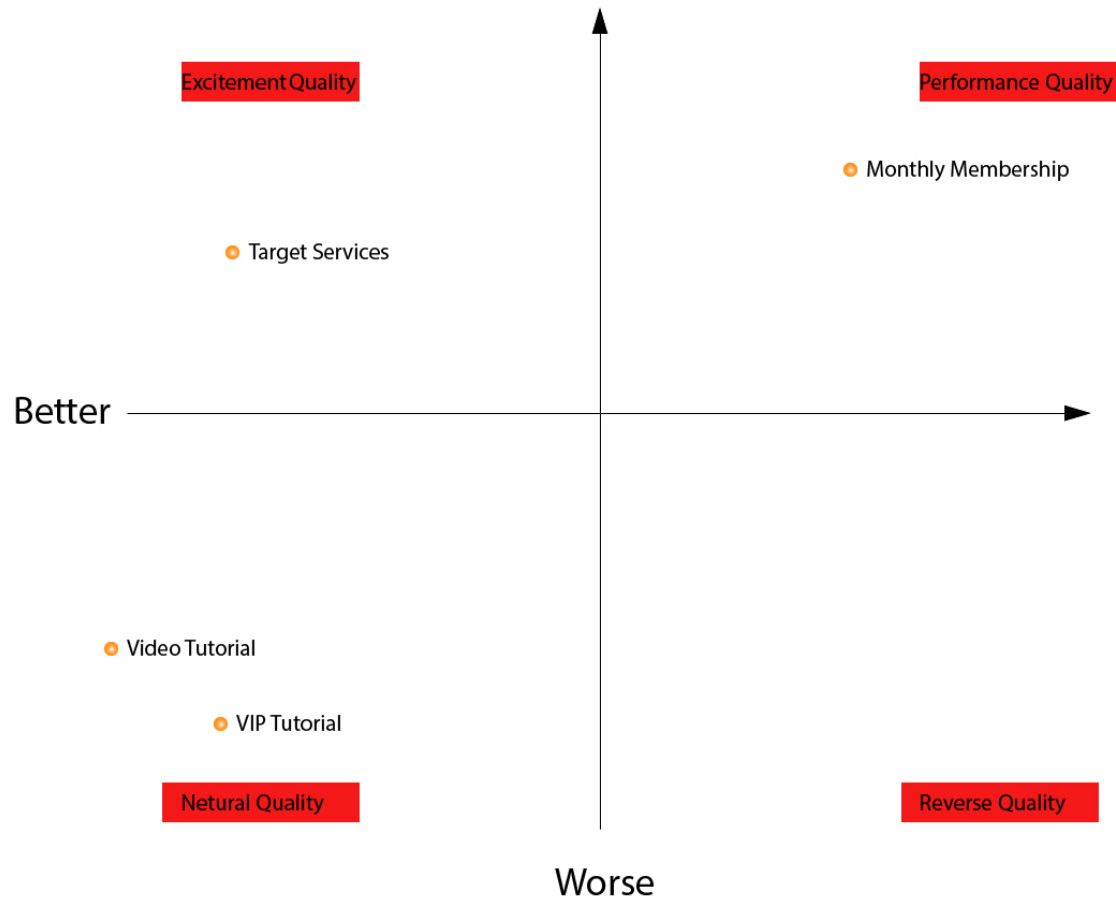 Excitement Quality
Performance Quality
Monthly Membership
Target Services
Better
Video Tutorial
VIP Tutorial
Netural Quality
Reverse Quality
Worse